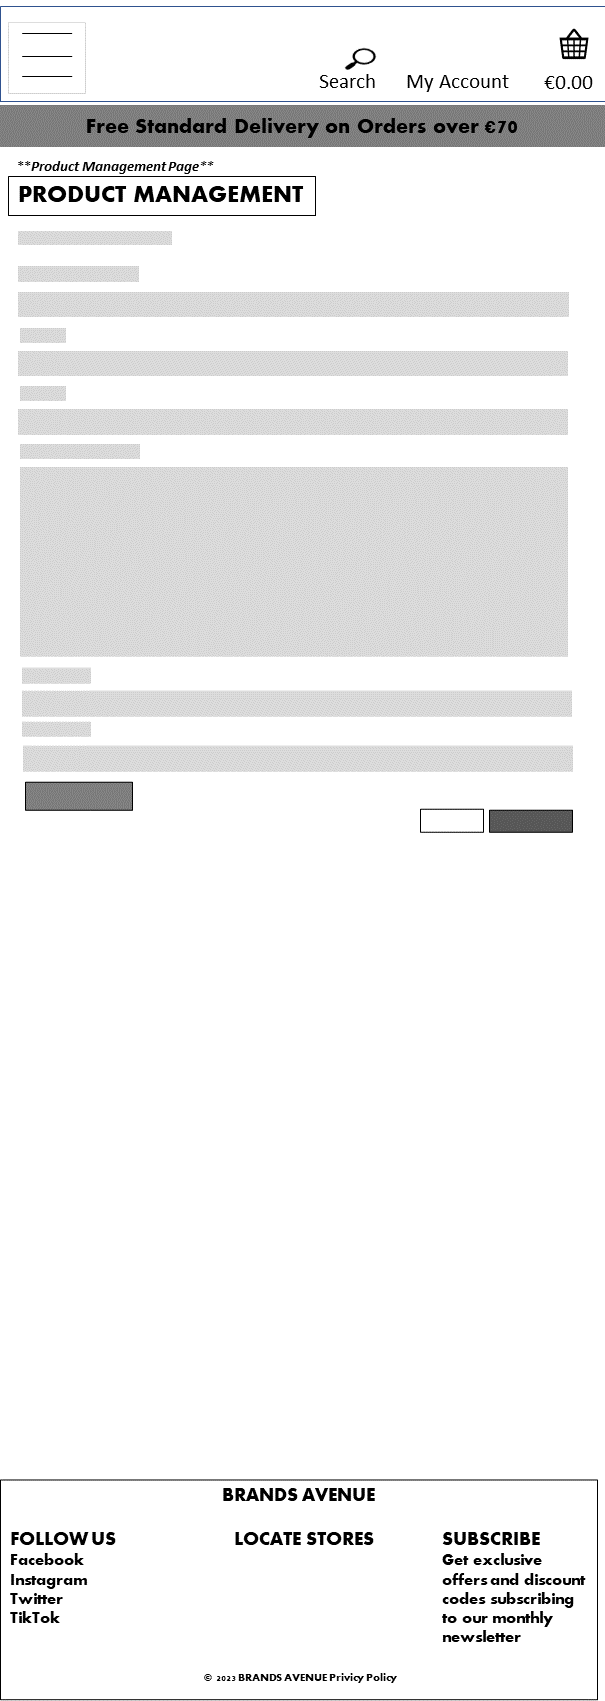 Search
My Account
€0.00
Free Standard Delivery on Orders over €70
**Product Management Page**
PRODUCT MANAGEMENT
BRANDS AVENUE
FOLLOW US
Facebook
Instagram
Twitter
TikTok
LOCATE STORES
SUBSCRIBE
Get exclusive
offers and discount
codes subscribing
to our monthly
newsletter
© 2023 BRANDS AVENUE Privicy Policy